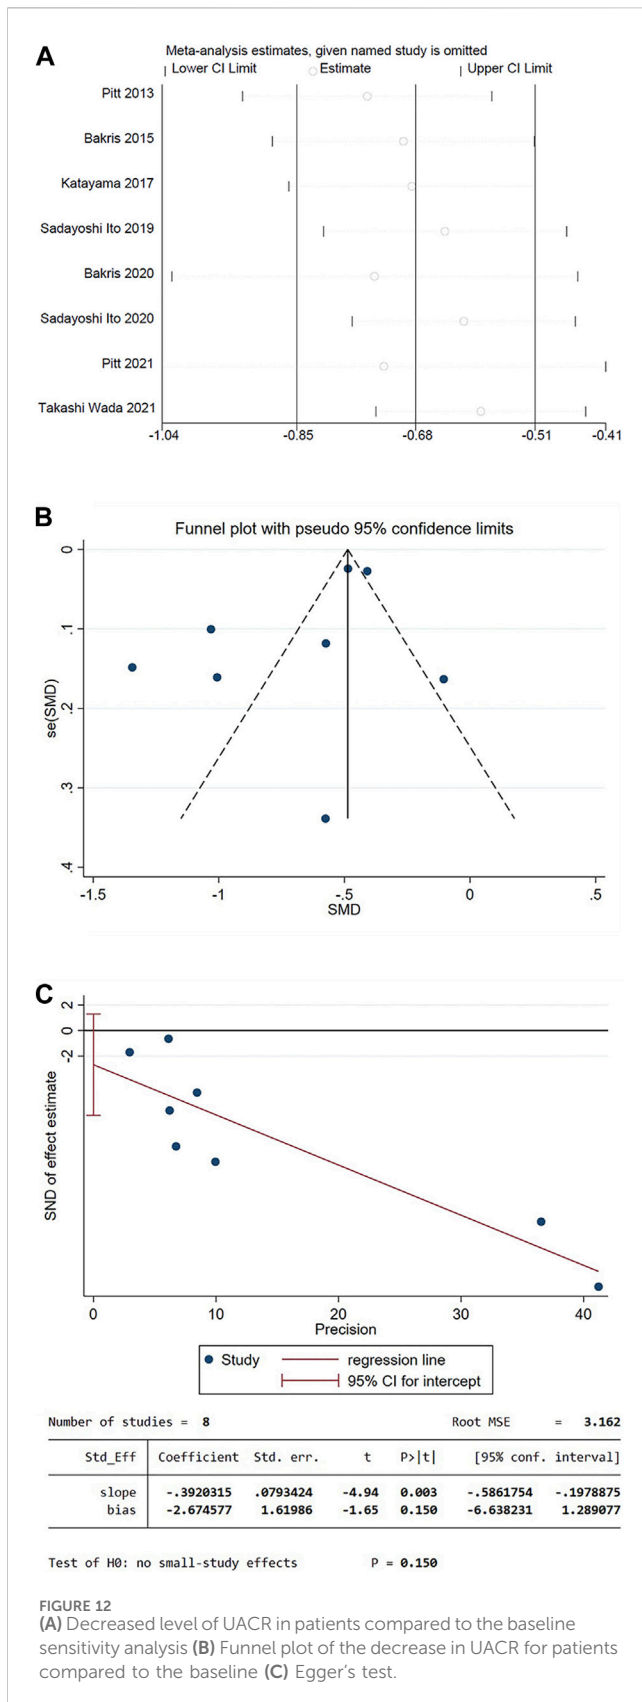 A
Meta-analysis estimates, given named study is omitted
Lower CI Limit Estimate Upper CI Limit
Pitt 2013
Bakris 2015
Katayama 2017
Sadayoshi Ito 2019
Bakris 2020
Sadayoshi Ito 2020
Pitt 2021
Takashi Wada 2021
-1.04 -0.85 -0.68 -0.51 -0.41
B
Funnel plot with pseudo 95% confidence limits
0
.1
.2
.3
.4
se(SMD)
-1.5 -1 -.5 0 .5
SMD
C
2
0
-2
SND of effect estimate
0 10 20 30 40
Precision
Study regression line
95% CI for intercept
Number of studies = 8 Root MSE = 3.162
Std_Eff Coefficient Std. err. t P>|t| [95% conf. interval]
slope -.3920315 .0793424 -4.94 0.003 -.5861754 -.1978875
bias -2.674577 1.61986 -1.65 0.150 -6.638231 1.289077
Test of H0: no small-study effects P = 0.150
FIGURE 12
(A) Decreased level of UACR in patients compared to the baseline
sensitivity analysis (B) Funnel plot of the decrease in UACR for patients
compared to the baseline (C) Egger's test.